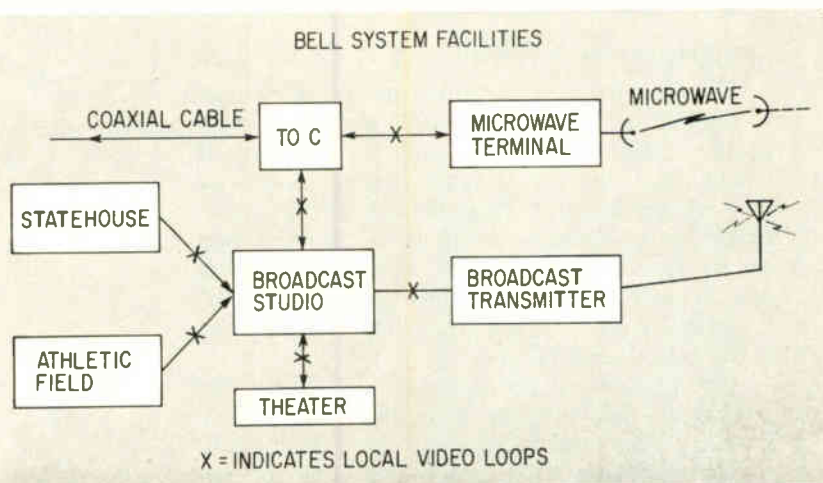 BELL SYSTEM FACILITIES
COAXIAL CABLE
TO C
MICROWAVE
TERMINAL
MICROWAVE
STATEHOUSE
BROADCAST
STUDIO
BROADCAST
TRANSMITTER
ATHLETIC
FIELD
THEATER
X = INDICATES LOCAL VIDEO LOOPS